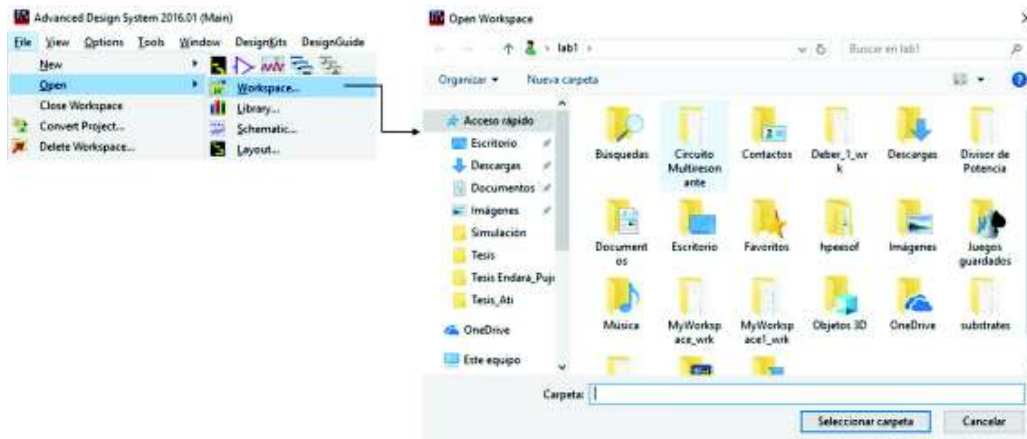 Advanced Design System 2016.01 (Main)
File View Options Tools Window DesignKits DesignGuide
New
Open
Close Workspace
Convert Project...
Delete Workspace...
Workspace...
Library...
Schematic...
Layout...
Open Workspace
lab1
Buscar en lab1
Organizar Nueva carpeta
Acceso rápido
Escritorio
Descargas
Documentos
Imágenes
Simulación
Tesis
Tesis Endara_Puj
Tesis_Ati
OneDrive
Este equipo
Búsquedas
Circuito
Multireson
ante
Contactos
Deber_1_wr
k
Descargas
Divisor de
Potencia
Document
os
Escritorio
Favoritos
hpeesof
Imágenes
Juegos
guardados
Música
MyWorksp
ace_wrk
MyWorksp
ace1_wrk
Objetos 3D
OneDrive
substrates
Carpeta:
Seleccionar carpeta
Cancelar